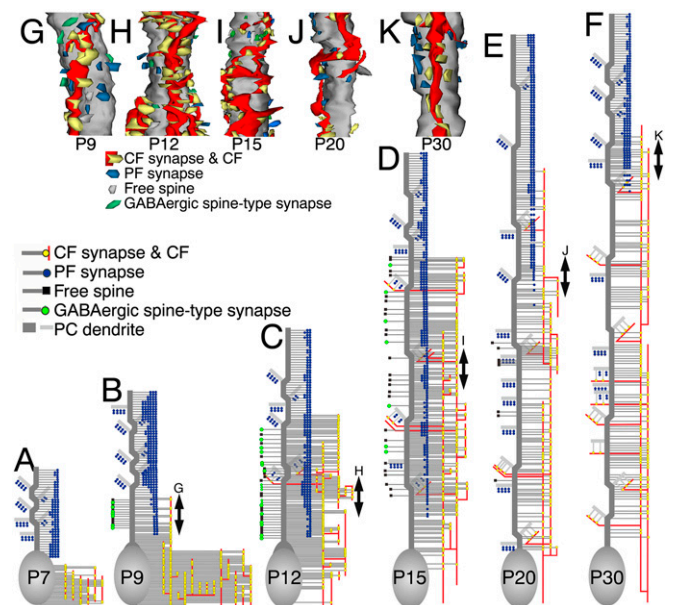 G H I J K E F
P9 P12 P15 P20 P30
CF synapse & CF
PF synapse
Free spine
GABAergic spine-type synapse
K
D
CF synapse & CF
PF synapse
Free spine
GABAergic spine-type synapse
PC dendrite
J
C
I
B
A
G
H
P7 P9 P12 P15 P20 P30